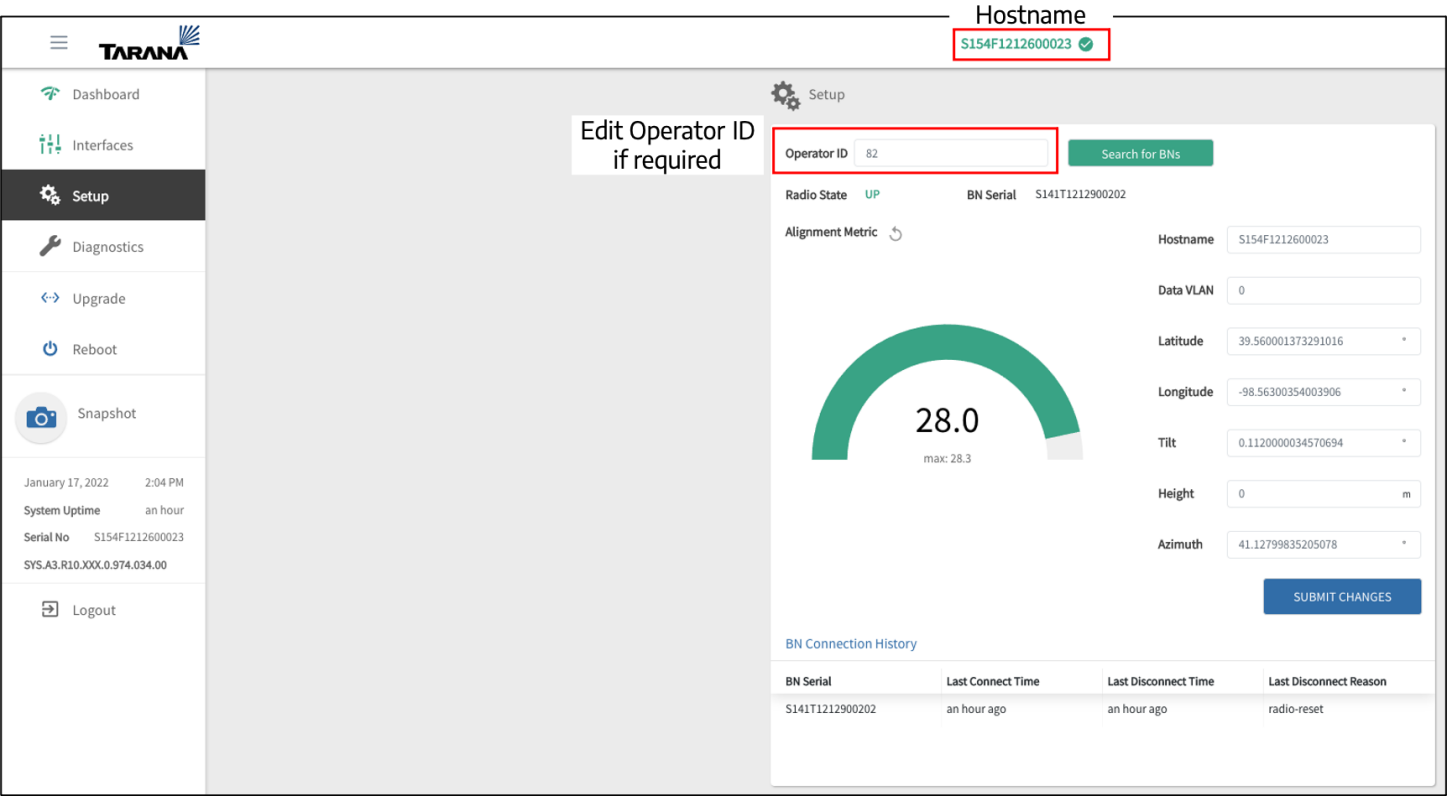 Hostname
TARANA
S154F1212600023
Dashboard
Interfaces
Setup
Diagnostics
Upgrade
Reboot
Snapshot
January 17, 2022 2:04 PM
System Uptime an hour
Serial No S154F1212600023
SYS.A3.R10.XXX.0.974.034.00
Logout
Setup
Edit Operator ID
if required
Operator ID 82 Search for BNs
Radio State UP BN Serial S141T1212900202
Alignment Metric
28.0
max: 28.3
Hostname S154F1212600023
Data VLAN 0
Latitude 39.560001373291016 °
Longitude -98.56300354003906 °
Tilt 0.1120000034570694 °
Height 0 m
Azimuth 41.12799835205078 °
SUBMIT CHANGES
BN Connection History
BN Serial Last Connect Time Last Disconnect Time Last Disconnect Reason
S141T1212900202 an hour ago an hour ago radio-reset